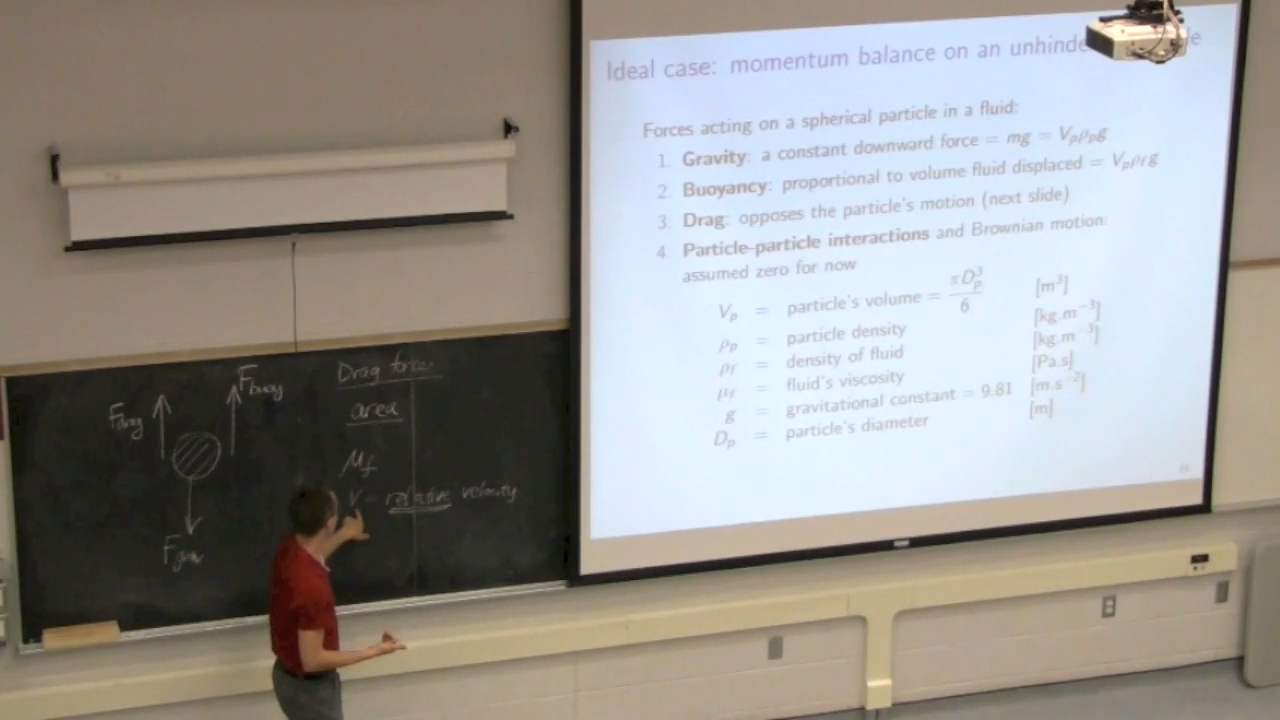 Ideal case: momentum balance on an
Forces acting on a spherical particle in a fluid:
1. Gravity: a constant downward force = mg = Vpρpg
2. Buoyancy: proportional to volume fluid displaced = Vpρfg
3. Drag: opposes the particle's motion (next slide)
4. Particle-particle interactions and Brownian motion:
assumed zero for now
Vp = particle's volume = πDp³/6 [m³]
ρp = particle density [kg.m⁻³]
ρf = density of fluid [kg.m⁻³]
μf = fluid's viscosity [Pa.s]
g = gravitational constant = 9.81 [m.s⁻²]
Dp = particle's diameter [m]
Fdrag
Fbuoy
Fgrav
Drag force
area
μf
V = relative velocity